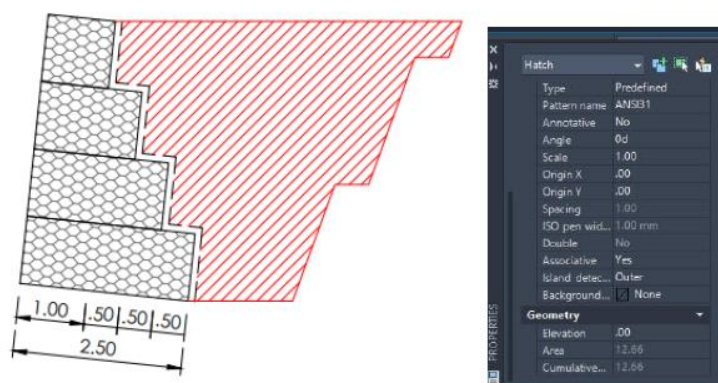 1.00 .50 .50 .50
2.50
Hatch
Type Predefined
Pattern name ANSI31
Annotative No
Angle 0d
Scale 1.00
Origin X .00
Origin Y .00
Spacing 1.00
ISO pen wid... 1.00 mm
Double No
Associative Yes
Island detec... Outer
Background... None
Geometry
Elevation .00
Area 12.66
Cumulative... 12.66
PROPERTIES